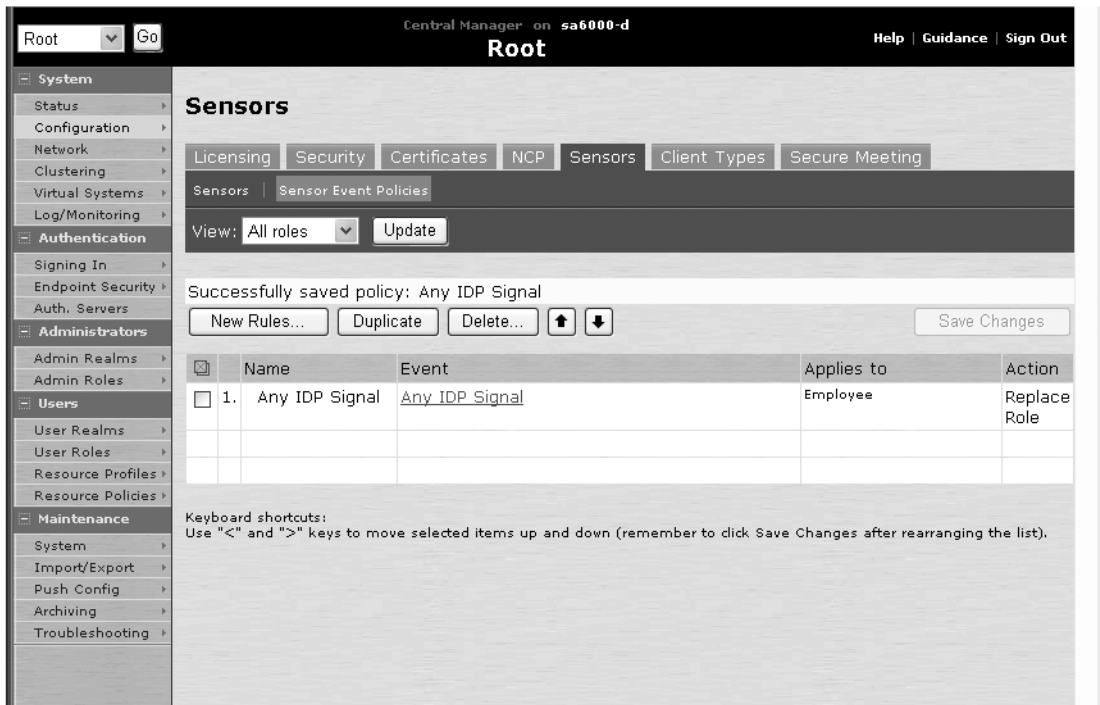 Root Go
Central Manager on sa6000-d
Root
Help | Guidance | Sign Out
System
Status
Configuration
Network
Clustering
Virtual Systems
Log/Monitoring
Authentication
Signing In
Endpoint Security
Auth. Servers
Administrators
Admin Realms
Admin Roles
Users
User Realms
User Roles
Resource Profiles
Resource Policies
Maintenance
System
Import/Export
Push Config
Archiving
Troubleshooting
Sensors
Licensing Security Certificates NCP Sensors Client Types Secure Meeting
Sensors | Sensor Event Policies
View: All roles Update
Successfully saved policy: Any IDP Signal
New Rules... Duplicate Delete... Save Changes
Name Event Applies to Action
1. Any IDP Signal Any IDP Signal Employee Replace
Role
Keyboard shortcuts:
Use "<" and ">" keys to move selected items up and down (remember to click Save Changes after rearranging the list).